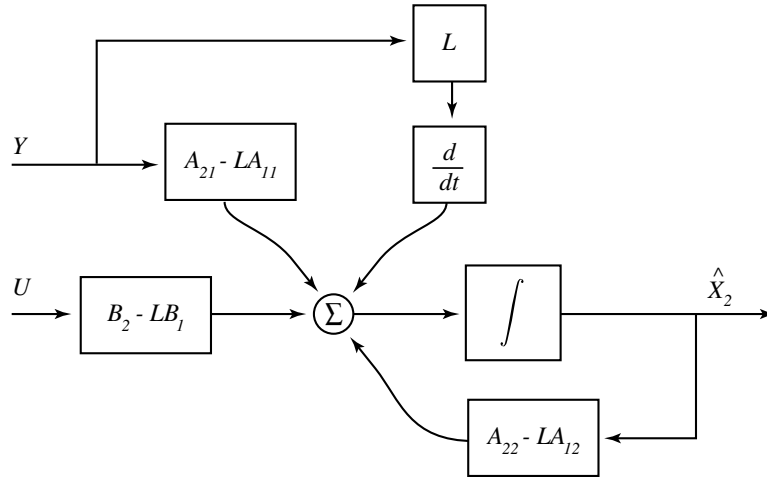 L
Y
A₂₁ - LA₁₁
d
dt
U
B₂ - LB₁
Σ
∫
X̂₂
A₂₂ - LA₁₂